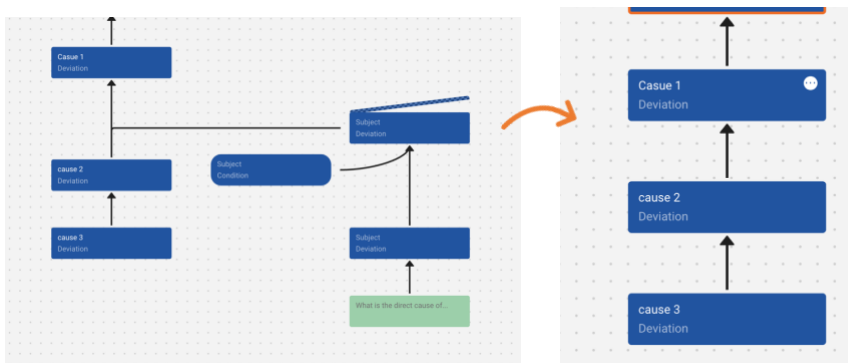 Casue 1
Deviation
Subject
Deviation
cause 2
Deviation
Subject
Condition
cause 3
Deviation
Subject
Deviation
What is the direct cause of...
Casue 1
Deviation
cause 2
Deviation
cause 3
Deviation